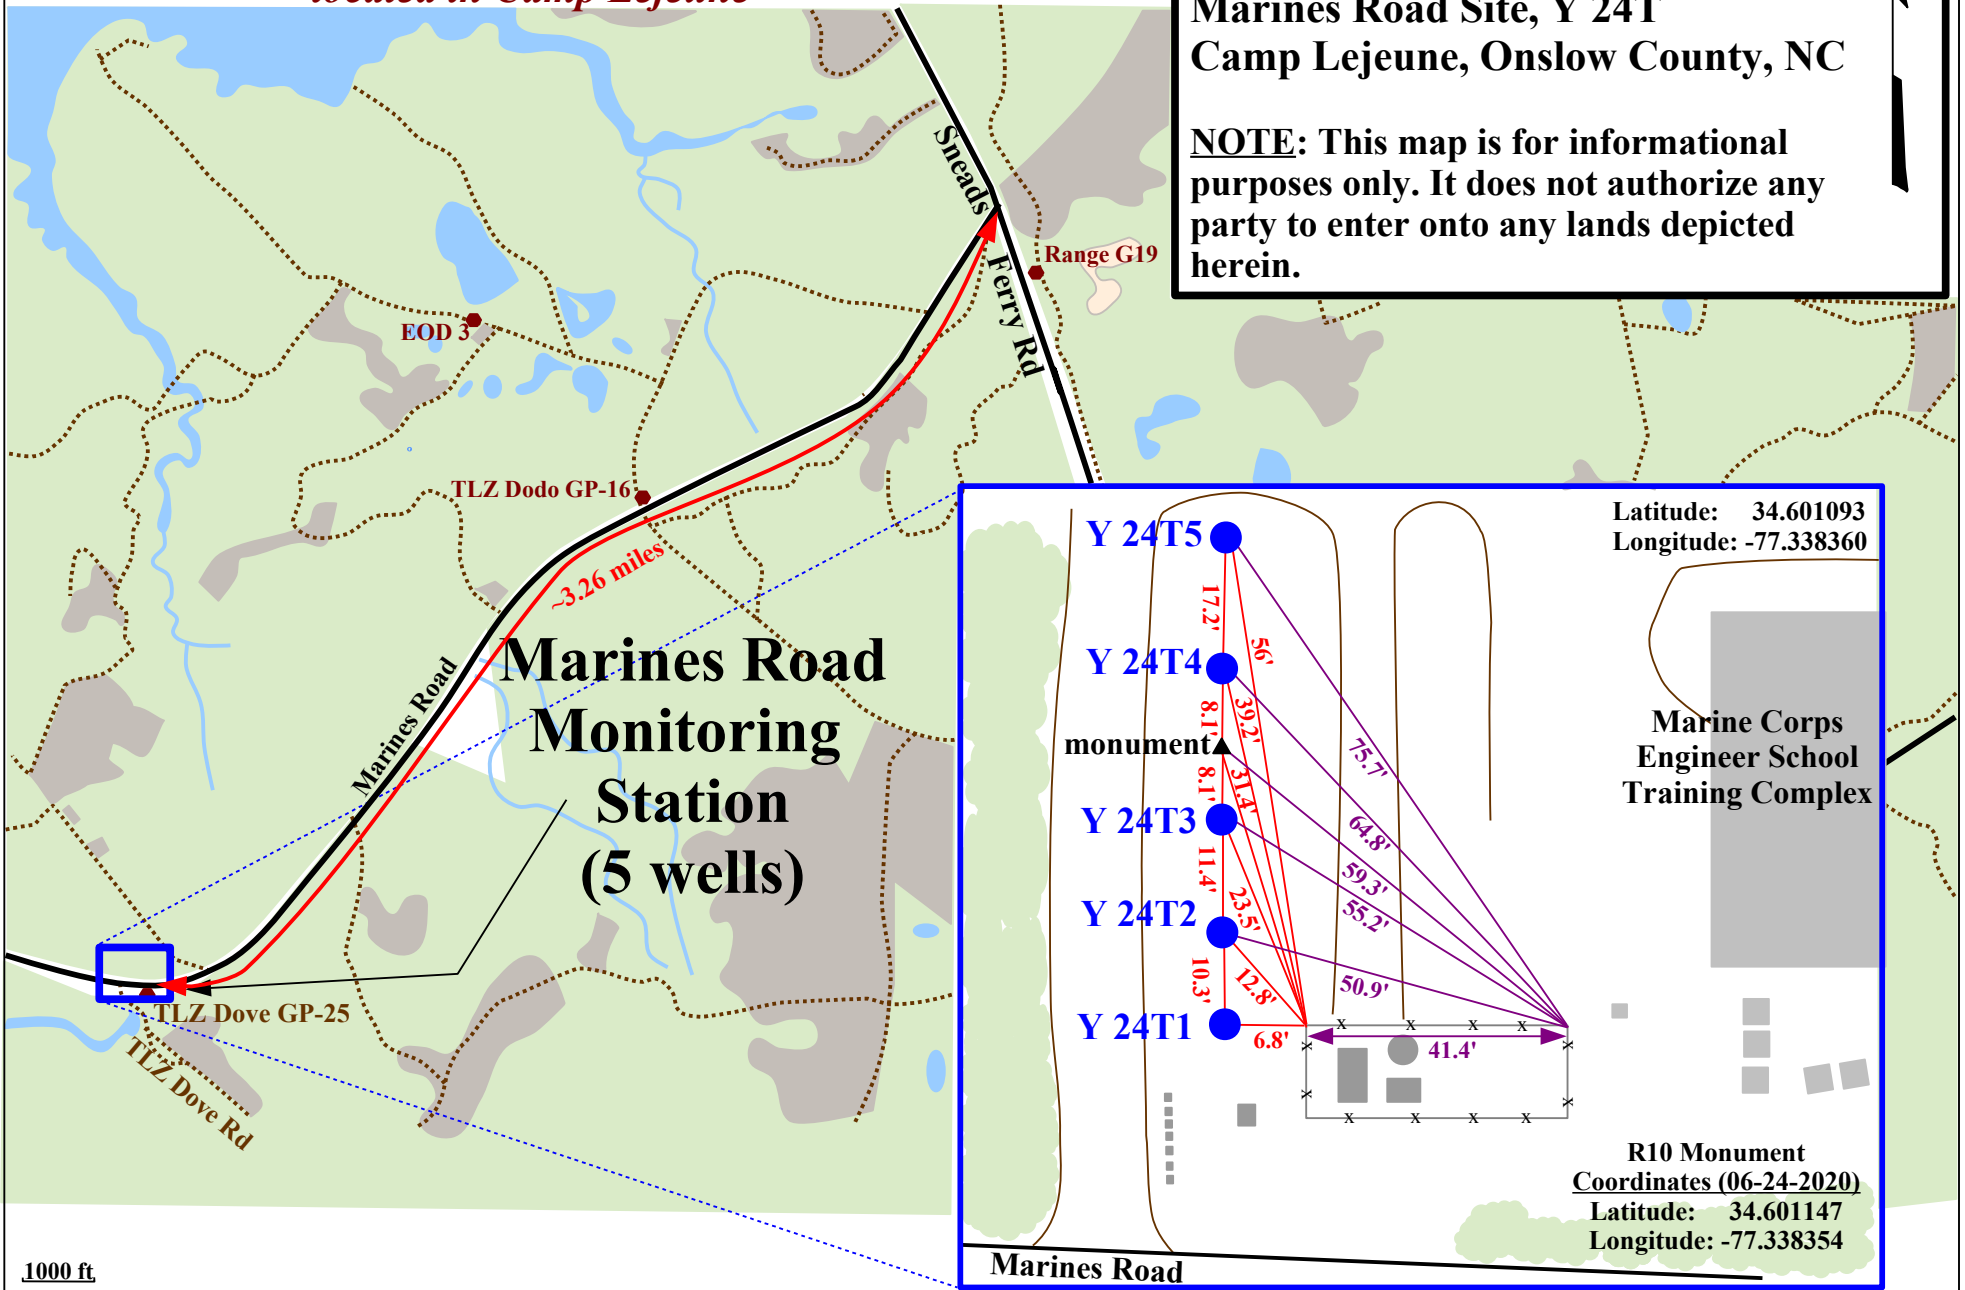 located in Camp Lejeune
Marines Road Site, Y 24T
Camp Lejeune, Onslow County, NC
NOTE: This map is for informational
purposes only. It does not authorize any
party to enter onto any lands depicted
herein.
Sneads
Ferry Rd
Range G19
EOD 3
TLZ Dodo GP-16
~3.26 miles
Marines Road
Marines Road
Monitoring
Station
(5 wells)
TLZ Dove GP-25
TLZ Dove Rd
1000 ft
Latitude: 34.601093
Longitude: -77.338360
Y 24T5
17.2'
56'
Y 24T4
8.1'
39.2'
monument
75.7'
8.1'
31.4'
Y 24T3
64.8'
11.4'
59.3'
23.5'
55.2'
Y 24T2
10.3'
12.8'
50.9'
Y 24T1
6.8'
x x x x
41.4'
x x
x x
x x x x
Marine Corps
Engineer School
Training Complex
R10 Monument
Coordinates (06-24-2020)
Latitude: 34.601147
Longitude: -77.338354
Marines Road